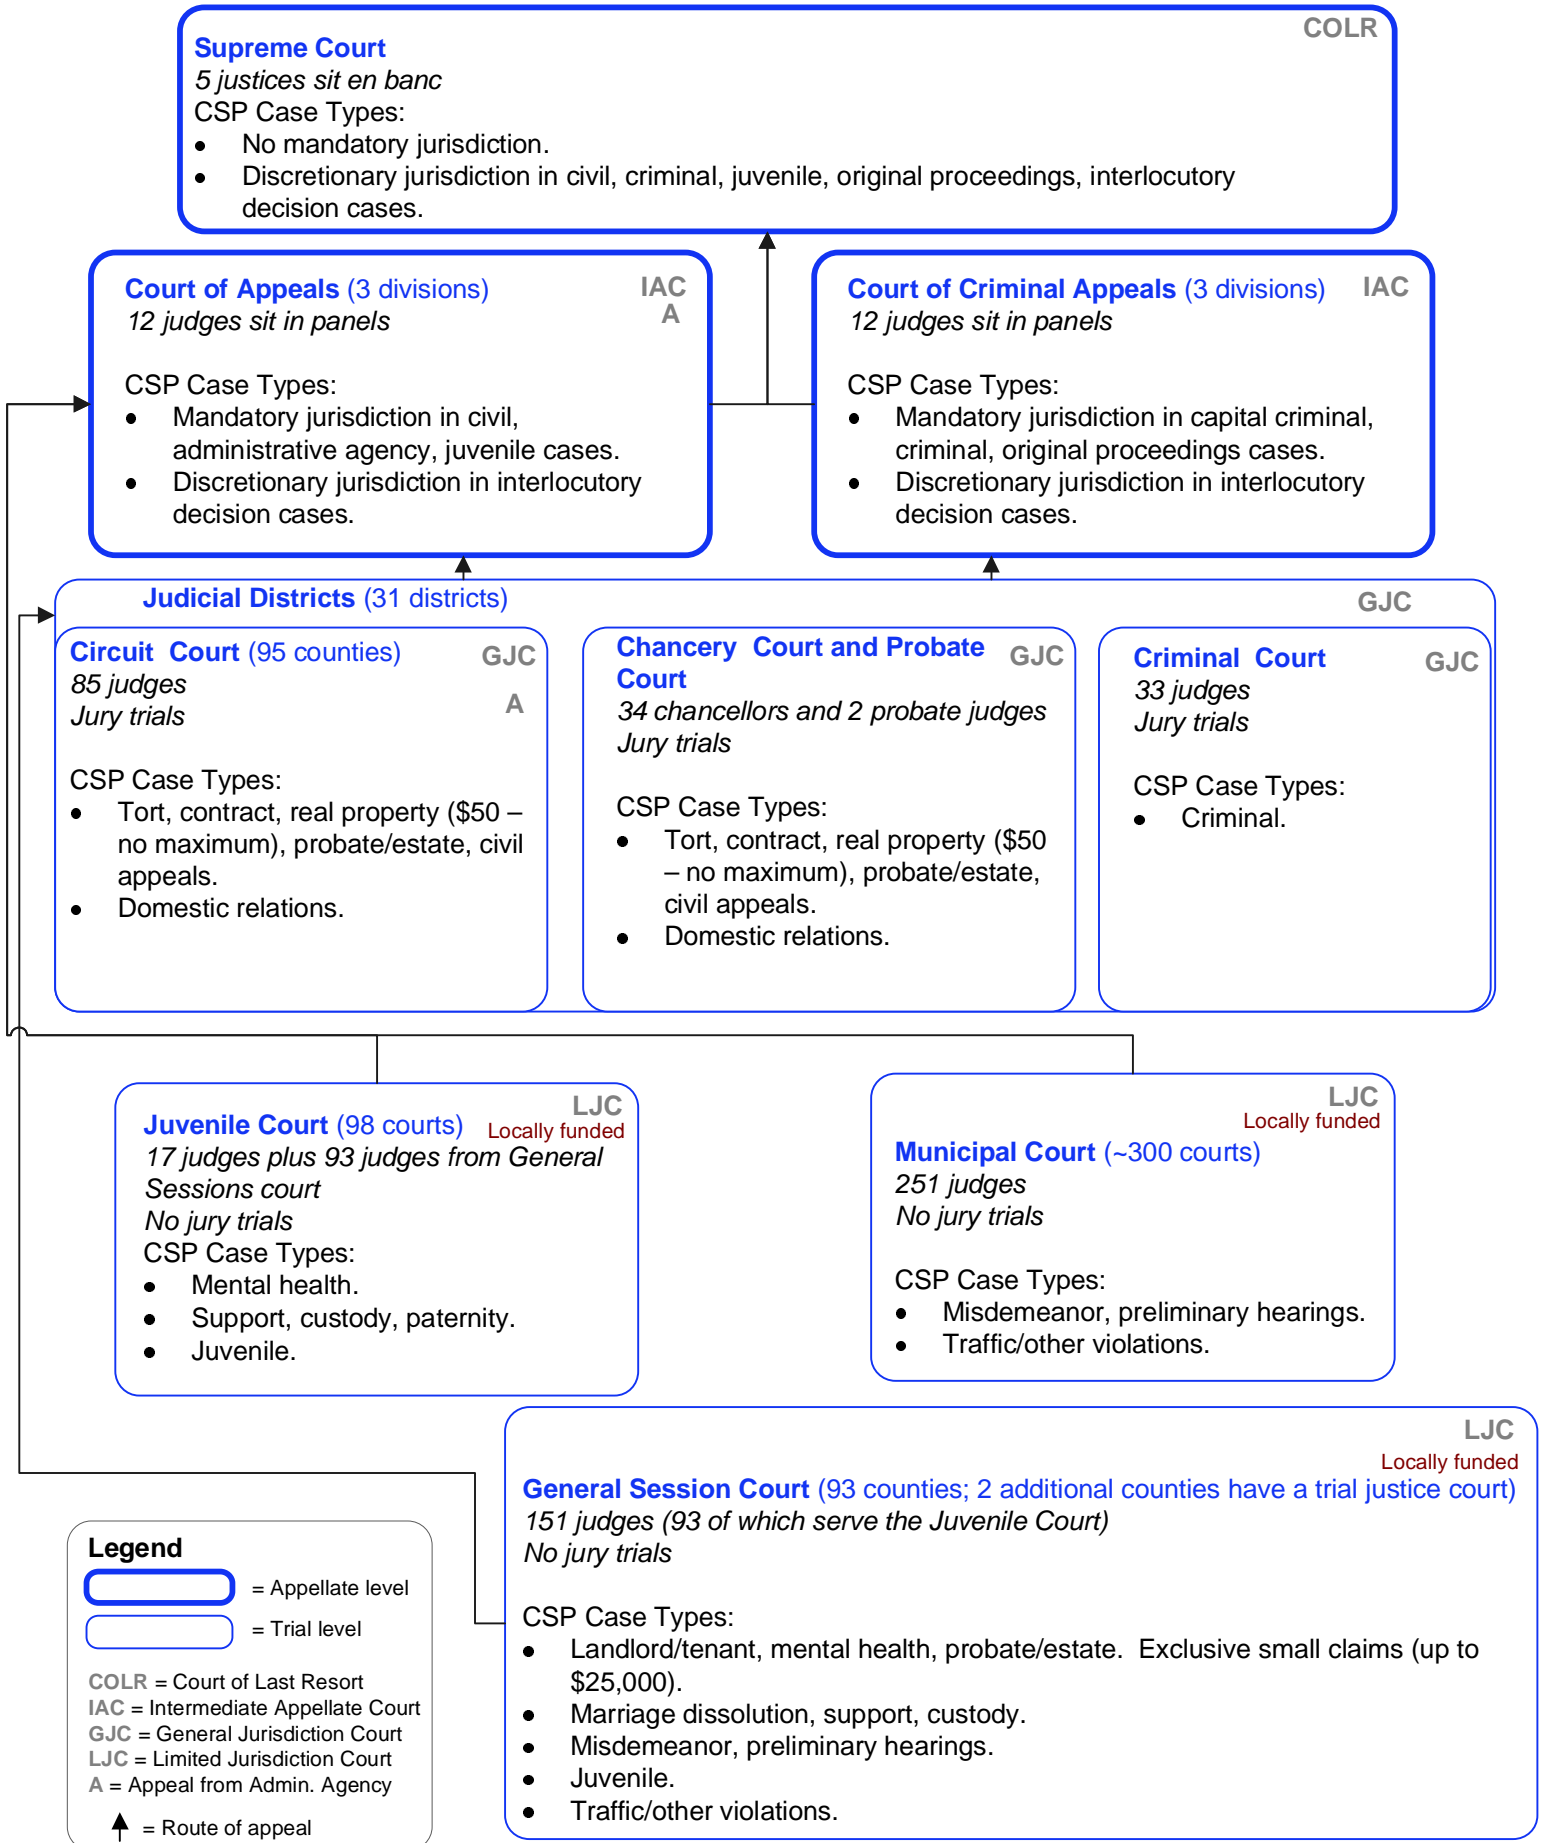 COLR
Supreme Court
5 justices sit en banc
CSP Case Types:
• No mandatory jurisdiction.
• Discretionary jurisdiction in civil, criminal, juvenile, original proceedings, interlocutory
decision cases.
Court of Appeals (3 divisions)
IAC
A
12 judges sit in panels
CSP Case Types:
• Mandatory jurisdiction in civil,
administrative agency, juvenile cases.
• Discretionary jurisdiction in interlocutory
decision cases.
Court of Criminal Appeals (3 divisions)
IAC
12 judges sit in panels
CSP Case Types:
• Mandatory jurisdiction in capital criminal,
criminal, original proceedings cases.
• Discretionary jurisdiction in interlocutory
decision cases.
Judicial Districts (31 districts)
GJC
Circuit Court (95 counties)
GJC
85 judges
A
Jury trials
CSP Case Types:
• Tort, contract, real property ($50 –
no maximum), probate/estate, civil
appeals.
• Domestic relations.
Chancery Court and Probate
Court
GJC
34 chancellors and 2 probate judges
Jury trials
CSP Case Types:
• Tort, contract, real property ($50
– no maximum), probate/estate,
civil appeals.
• Domestic relations.
Criminal Court
GJC
33 judges
Jury trials
CSP Case Types:
• Criminal.
LJC
Juvenile Court (98 courts)
Locally funded
17 judges plus 93 judges from General
Sessions court
No jury trials
CSP Case Types:
• Mental health.
• Support, custody, paternity.
• Juvenile.
LJC
Locally funded
Municipal Court (~300 courts)
251 judges
No jury trials
CSP Case Types:
• Misdemeanor, preliminary hearings.
• Traffic/other violations.
LJC
Locally funded
General Session Court (93 counties; 2 additional counties have a trial justice court)
151 judges (93 of which serve the Juvenile Court)
No jury trials
CSP Case Types:
• Landlord/tenant, mental health, probate/estate. Exclusive small claims (up to
$25,000).
• Marriage dissolution, support, custody.
• Misdemeanor, preliminary hearings.
• Juvenile.
• Traffic/other violations.
Legend
= Appellate level
= Trial level
COLR = Court of Last Resort
IAC = Intermediate Appellate Court
GJC = General Jurisdiction Court
LJC = Limited Jurisdiction Court
A = Appeal from Admin. Agency
= Route of appeal